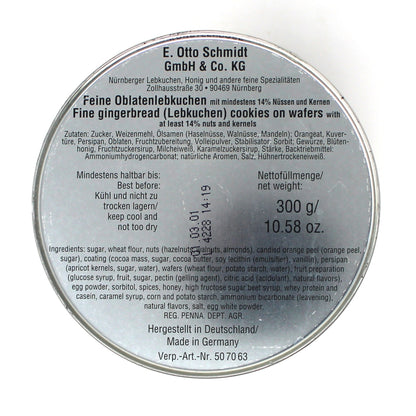 E. Otto Schmidt
GmbH & Co. KG
Nürnberger Lebkuchen, Honig und andere feine Spezialitäten
Zollhausstraße 30 • 90469 Nürnberg
Feine Oblatenlebkuchen mit mindestens 14% Nüssen und Kernen
Fine gingerbread (Lebkuchen) cookies on wafers with
at least 14% nuts and kernels
Zutaten: Zucker, Weizenmehl, Ölsamen (Haselnüsse, Walnüsse, Mandeln); Orangeat, Kuver-
türe, Persipan, Oblaten, Fruchtzubereitung, Volleipulver, Stabilisator Sorbit, Gewürze, Blüten-
honig, Fruchtzuckersirup, Milcheiweiß, Karamelzuckersirup, Stärke, Backtriebmittel:
Ammoniumhydrogencarbonat; natürliche Aromen, Salz, Hühnertrockeneiweiß.
Mindestens haltbar bis:
Best before:
Kühl und nicht zu
trocken lagern/
keep cool and
not too dry
03 01
4228 14:19
Nettofüllmenge/
net weight:
300 g/
10.58 oz.
Ingredients: sugar, wheat flour, nuts (hazelnuts, walnuts, almonds), candied orange peel (orange peel,
sugar), coating (cocoa mass, sugar, cocoa butter, soy lecithin (emulsifier), vanillin), persipan
(apricot kernels, sugar, water), wafers (wheat flour, potato starch, water), fruit preparation
(glucose syrup, fruit, sugar, pectin (gelling agent), citric acid (acidulant), natural flavors),
egg powder, sorbitol, spices, honey, high fructose sugar beet syrup, whey protein
and casein, caramel syrup, corn and potato starch, ammonium bicarbonate (leavening),
natural flavors, salt, egg white powder.
REG. PENNA. DEPT. AGR.
Hergestellt in Deutschland/
Made in Germany
Verp.-Art.-Nr. 50 70 63